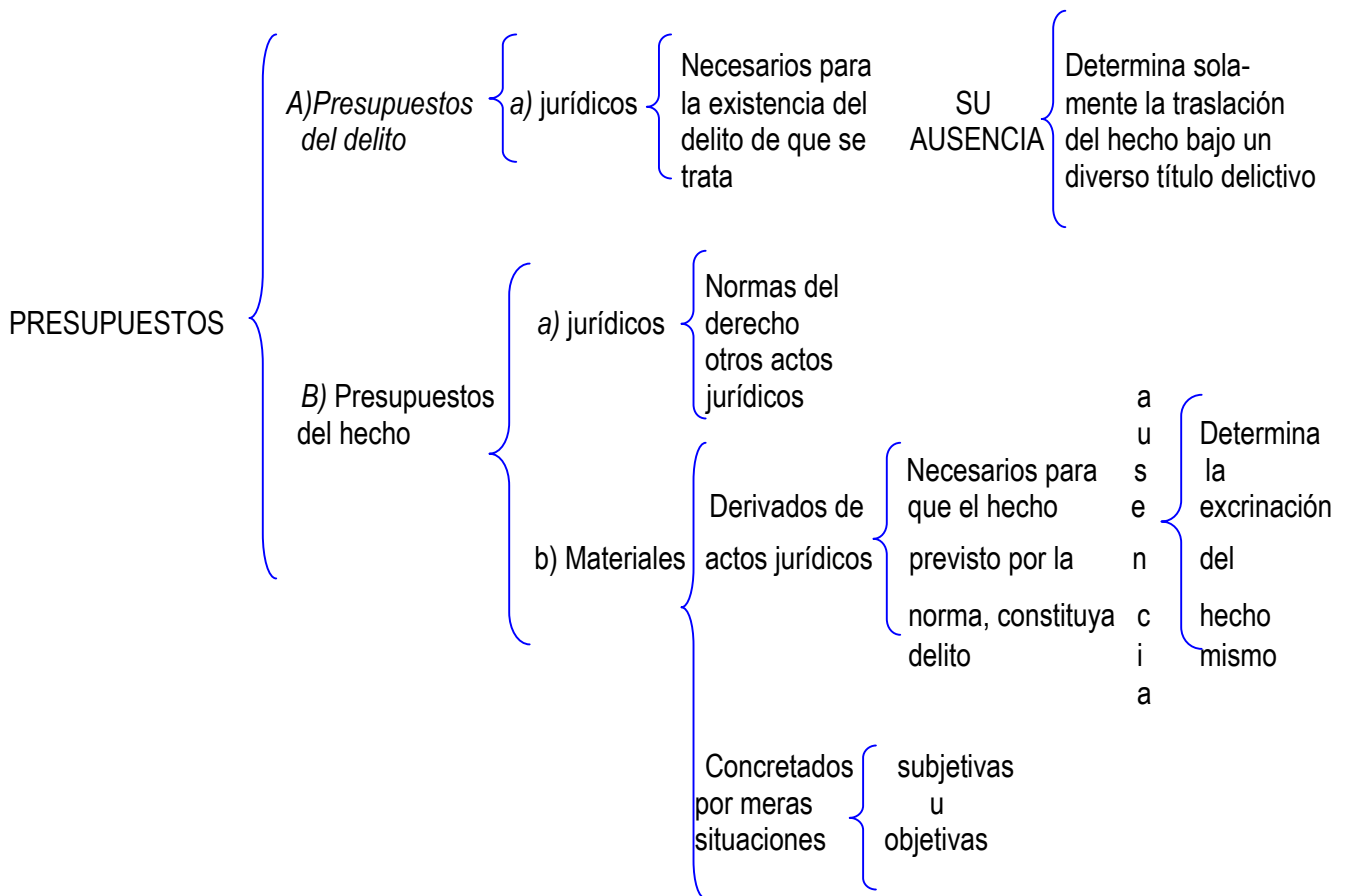 PRESUPUESTOS
A)Presupuestos
del delito
a) jurídicos
Necesarios para
la existencia del
delito de que se
trata
SU
AUSENCIA
Determina sola-
mente la traslación
del hecho bajo un
diverso título delictivo
B) Presupuestos
del hecho
a) jurídicos
Normas del
derecho
otros actos
jurídicos
b) Materiales
Derivados de
actos jurídicos
Necesarios para
que el hecho
previsto por la
norma, constituya
delito
a
u
s
e
n
c
i
a
Determina
la
excrinación
del
hecho
mismo
Concretados
por meras
situaciones
subjetivas
u
objetivas